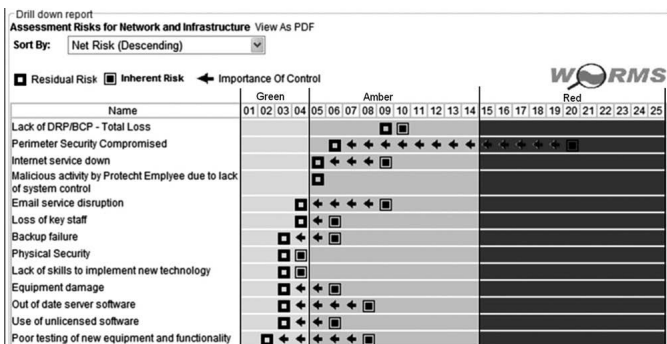 Drill down report
Assessment Risks for Network and Infrastructure View As PDF
Sort By: Net Risk (Descending)
Residual Risk Inherent Risk Importance Of Control
WORMS
Green Amber Red
Name 01 02 03 04 05 06 07 08 09 10 11 12 13 14 15 16 17 18 19 20 21 22 23 24 25
Lack of DRP/BCP - Total Loss
Perimeter Security Compromised
Internet service down
Malicious activity by Protecht Emplyee due to lack
of system control
Email service disruption
Loss of key staff
Backup failure
Physical Security
Lack of skills to implement new technology
Equipment damage
Out of date server software
Use of unlicensed software
Poor testing of new equipment and functionality